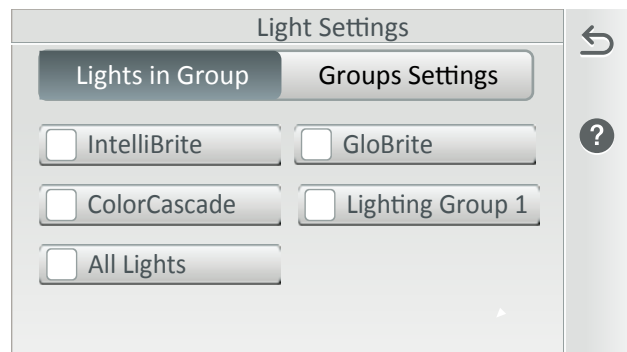 Light Settings
Lights in Group Groups Settings
IntelliBrite GloBrite
?
ColorCascade Lighting Group 1
All Lights